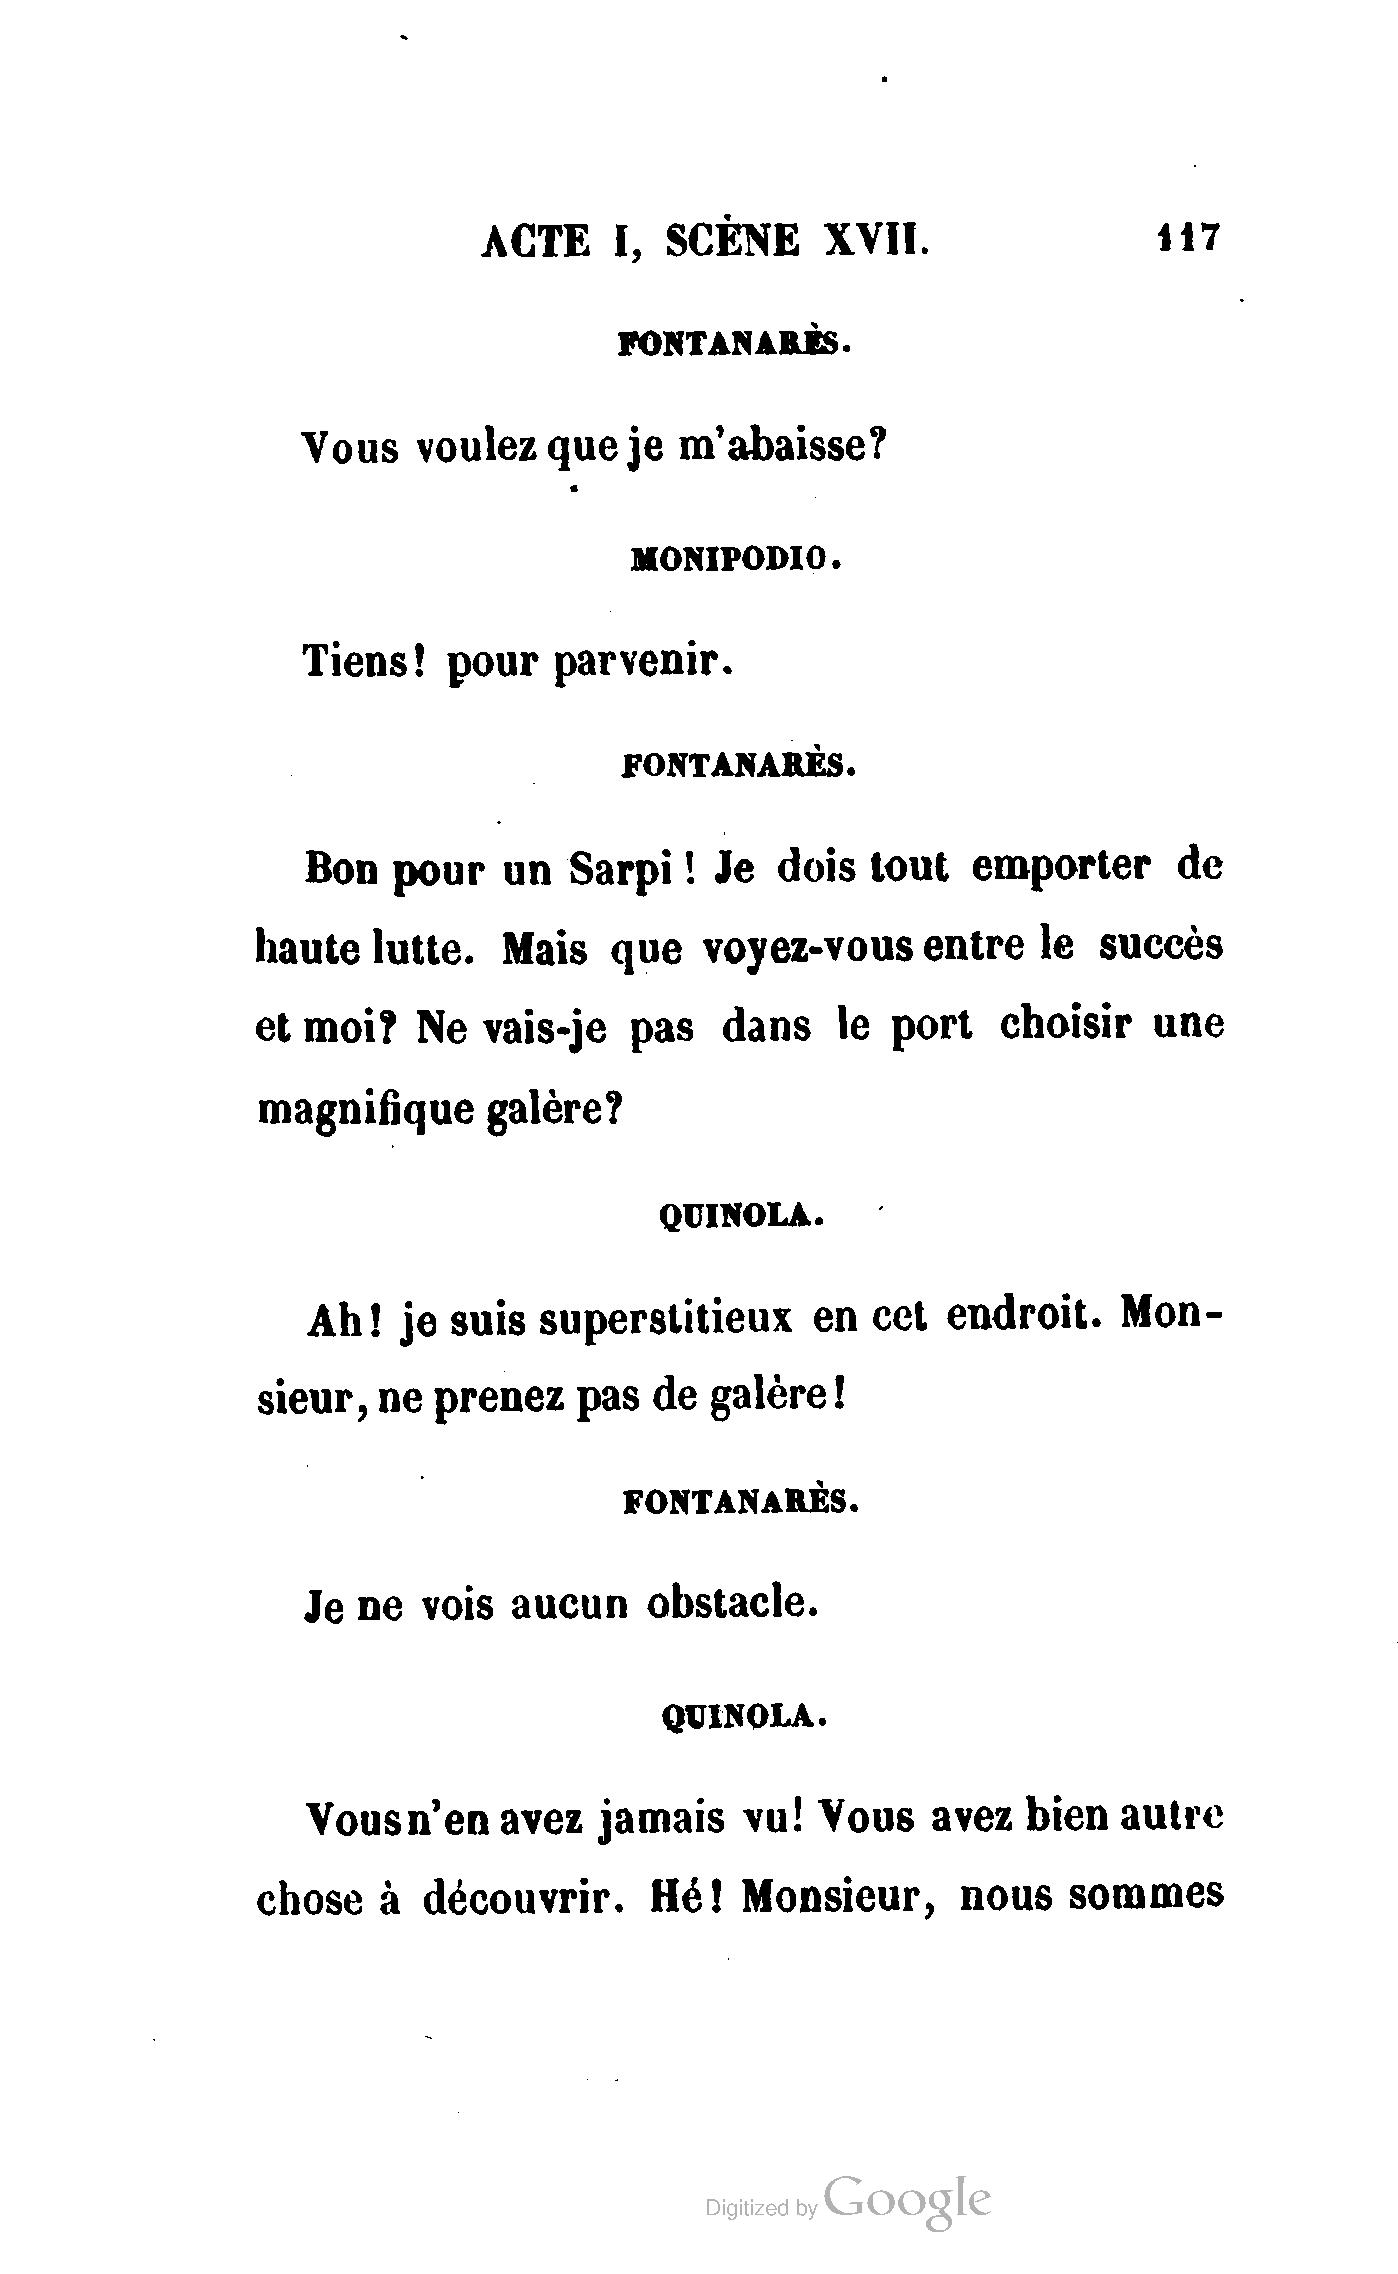 ACTE I, SCÈNE XVII. 117
FONTANARÈS.
Vous voulez que je m'abaisse?
MONIPODIO.
Tiens! pour parvenir.
FONTANARÈS.
Bon pour un Sarpi! Je dois tout emporter de
haute lutte. Mais que voyez-vous entre le succès
et moi? Ne vais-je pas dans le port choisir une
magnifique galère?
QUINOLA.
Ah! je suis superstitieux en cet endroit. Mon-
sieur, ne prenez pas de galère!
FONTANARÈS.
Je ne vois aucun obstacle.
QUINOLA.
Vous n'en avez jamais vu! Vous avez bien autre
chose à découvrir. Hé! Monsieur, nous sommes
Digitized by Google